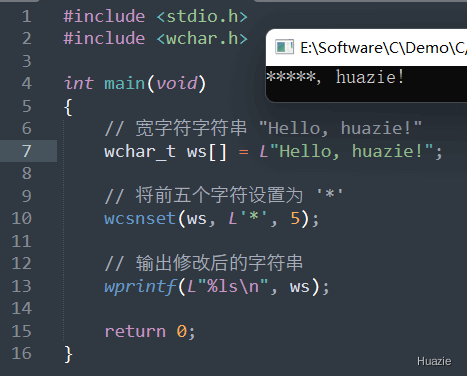 1 #include <stdio.h>
2 #include <wchar.h>
E:\Software\C\Demo\C/
*****, huazie!
3
4 int main(void)
5 {
6 // 宽字符字符串 "Hello, huazie!"
7 wchar_t ws[] = L"Hello, huazie!";
8
9 // 将前五个字符设置为 '*'
10 wcsnset(ws, L'*', 5);
11
12 // 输出修改后的字符串
13 wprintf(L"%ls\n", ws);
14
15 return 0;
16 }
Huazie